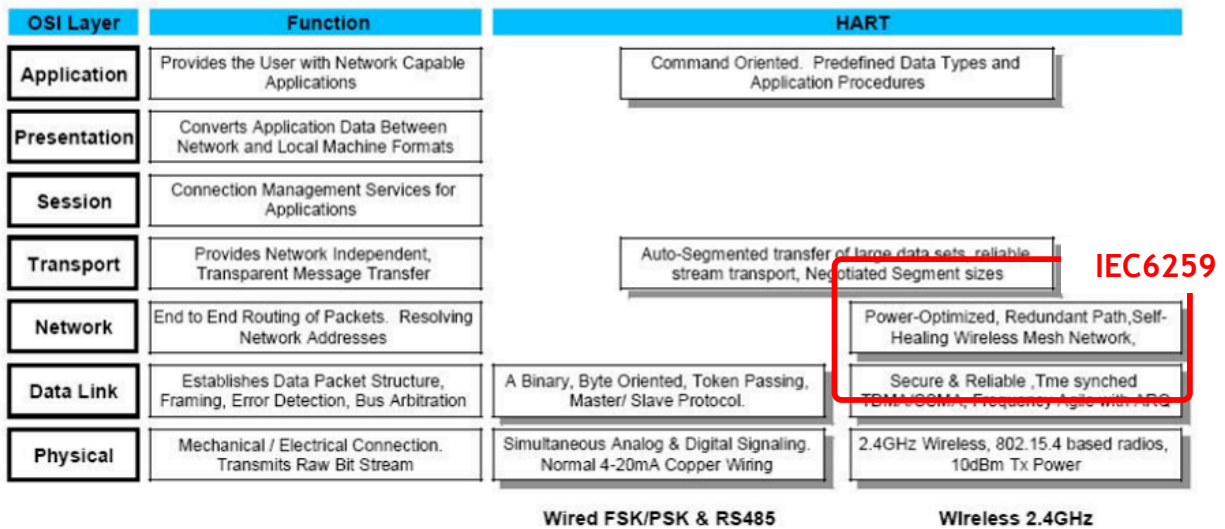 OSI Layer Function HART
Application
Provides the User with Network Capable
Applications
Command Oriented. Predefined Data Types and
Application Procedures
Presentation
Converts Application Data Between
Network and Local Machine Formats
Session
Connection Management Services for
Applications
Transport
Provides Network Independent,
Transparent Message Transfer
Auto-Segmented transfer of large data sets, reliable
stream transport, Negotiated Segment sizes
IEC6259
Network
End to End Routing of Packets. Resolving
Network Addresses
Power-Optimized, Redundant Path,Self-
Healing Wireless Mesh Network,
Data Link
Establishes Data Packet Structure,
Framing, Error Detection, Bus Arbitration
A Binary, Byte Oriented, Token Passing,
Master/ Slave Protocol.
Secure & Reliable ,Tme synched
TDMA/CSMA, Frequency Agile with ARQ
Physical
Mechanical / Electrical Connection.
Transmits Raw Bit Stream
Simultaneous Analog & Digital Signaling.
Normal 4-20mA Copper Wiring
2.4GHz Wireless, 802.15.4 based radios,
10dBm Tx Power
Wired FSK/PSK & RS485 Wireless 2.4GHz